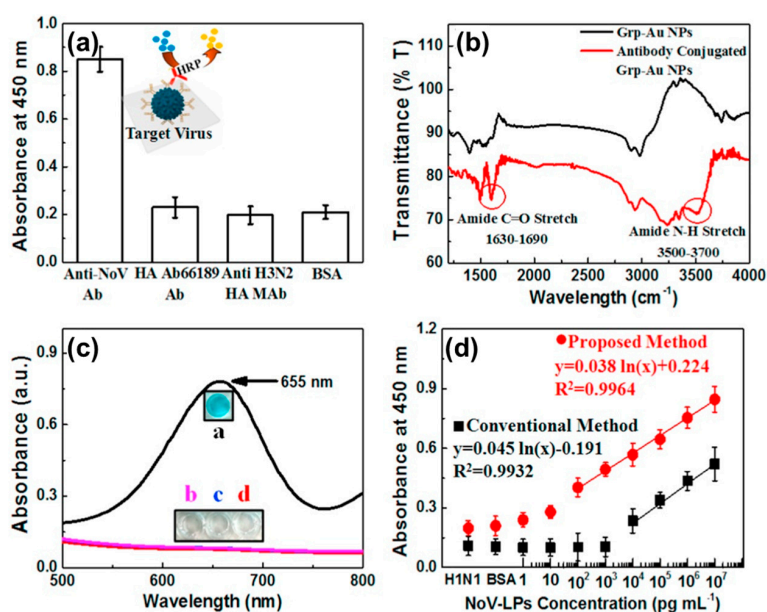 (a)
Absorbance at 450 nm
1.0
0.8
0.6
0.4
0.2
0.0
HRP
Target Virus
Anti-NoV
Ab
HA Ab66189
Ab
Anti H3N2
HA MAb
BSA
(b)
Transmittance (% T)
110
100
90
80
70
60
Grp-Au NPs
Antibody Conjugated
Grp-Au NPs
Amide C=O Stretch
1630-1690
Amide N-H Stretch
3500-3700
1500 2000 2500 3000 3500 4000
Wavelength (cm⁻¹)
(c)
Absorbance (a.u.)
0.9
0.6
0.3
0.0
655 nm
a
b c d
500 600 700 800
Wavelength (nm)
(d)
Absorbance at 450 nm
1.2
0.9
0.6
0.3
0.0
Proposed Method
y=0.038 ln(x)+0.224
R²=0.9964
Conventional Method
y=0.045 ln(x)-0.191
R²=0.9932
H1N1 BSA 1 10 10² 10³ 10⁴ 10⁵ 10⁶ 10⁷
NoV-LPs Concentration (pg mL⁻¹)